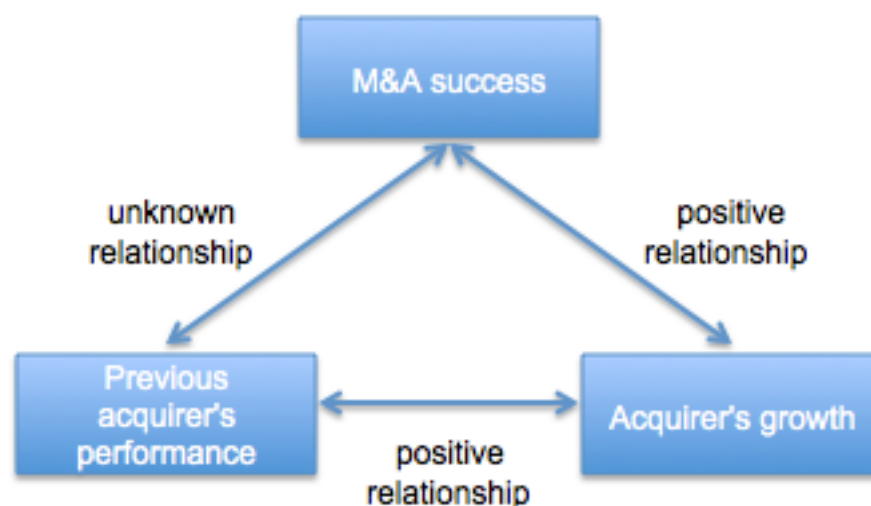 M&A success
unknown
relationship
positive
relationship
Previous
acquirer's
performance
positive
relationship
Acquirer's growth